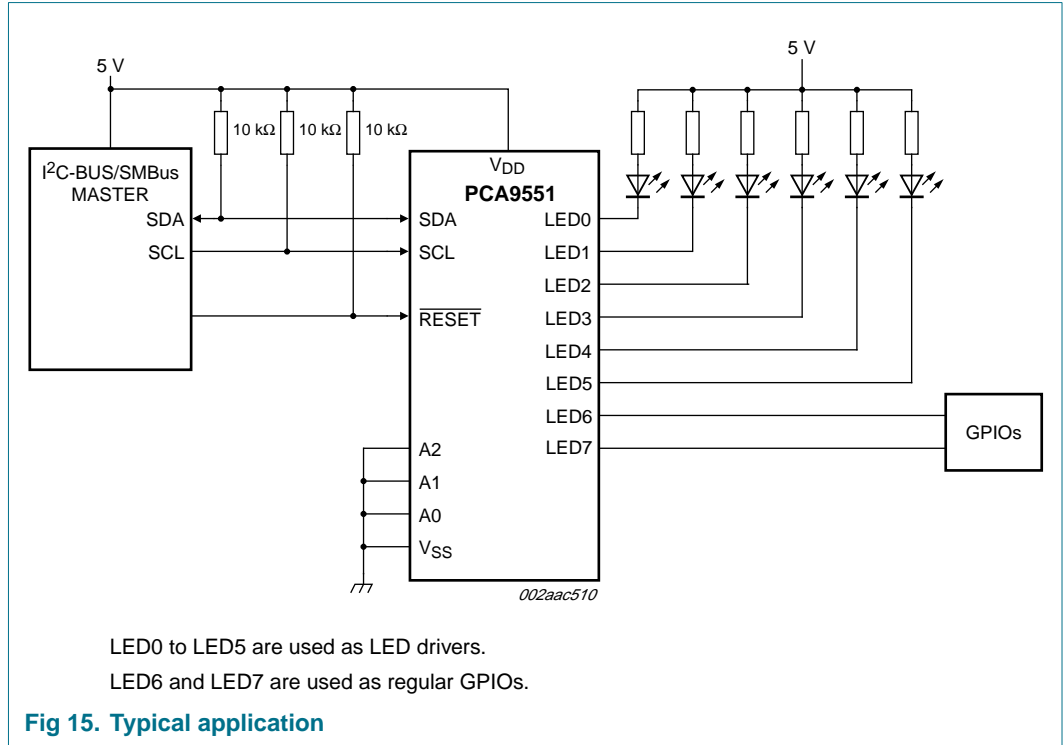 5 V
5 V
10 kΩ 10 kΩ 10 kΩ
I²C-BUS/SMBus
MASTER
SDA
SCL
VDD
PCA9551
SDA
SCL
RESET
A2
A1
A0
VSS
LED0
LED1
LED2
LED3
LED4
LED5
LED6
LED7
GPIOs
002aac510
LED0 to LED5 are used as LED drivers.
LED6 and LED7 are used as regular GPIOs.
Fig 15. Typical application